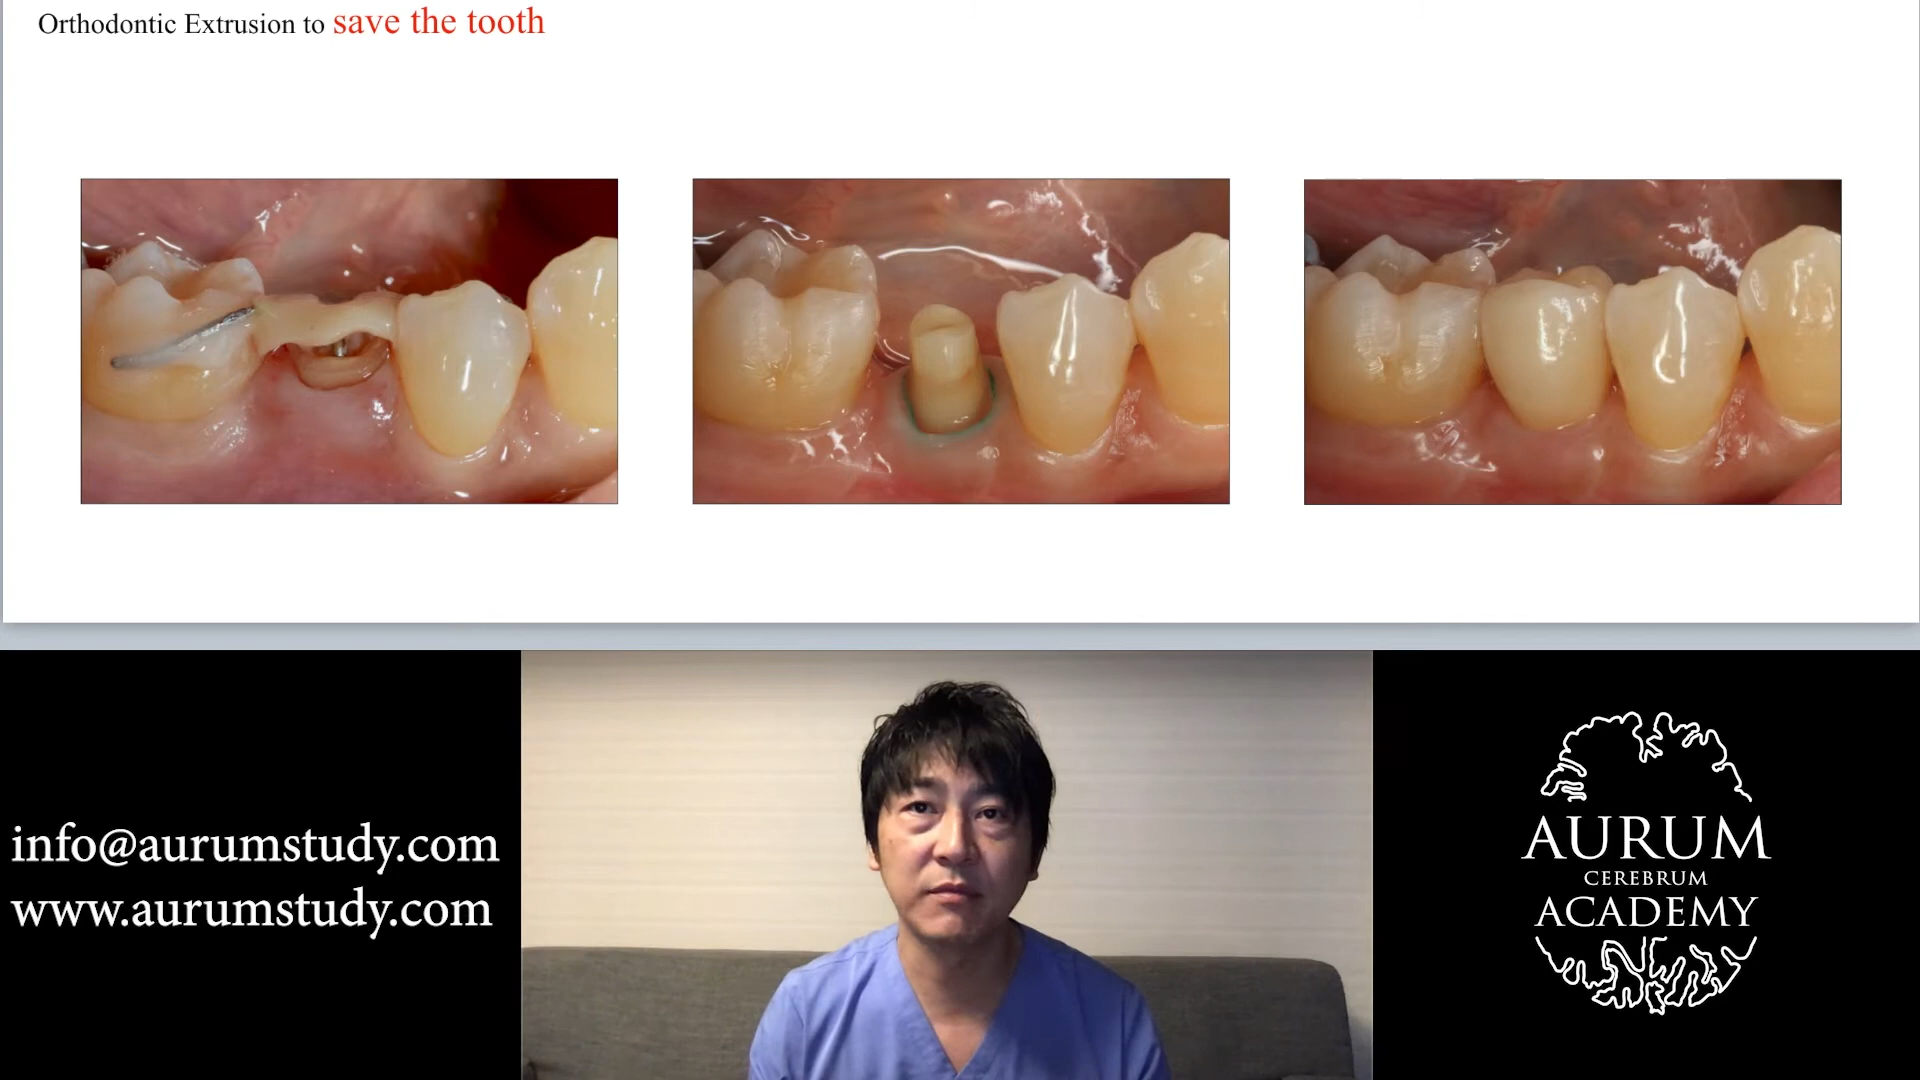 Orthodontic Extrusion to save the tooth
info@aurumstudy.com
www.aurumstudy.com
AURUM
CEREBRUM
ACADEMY